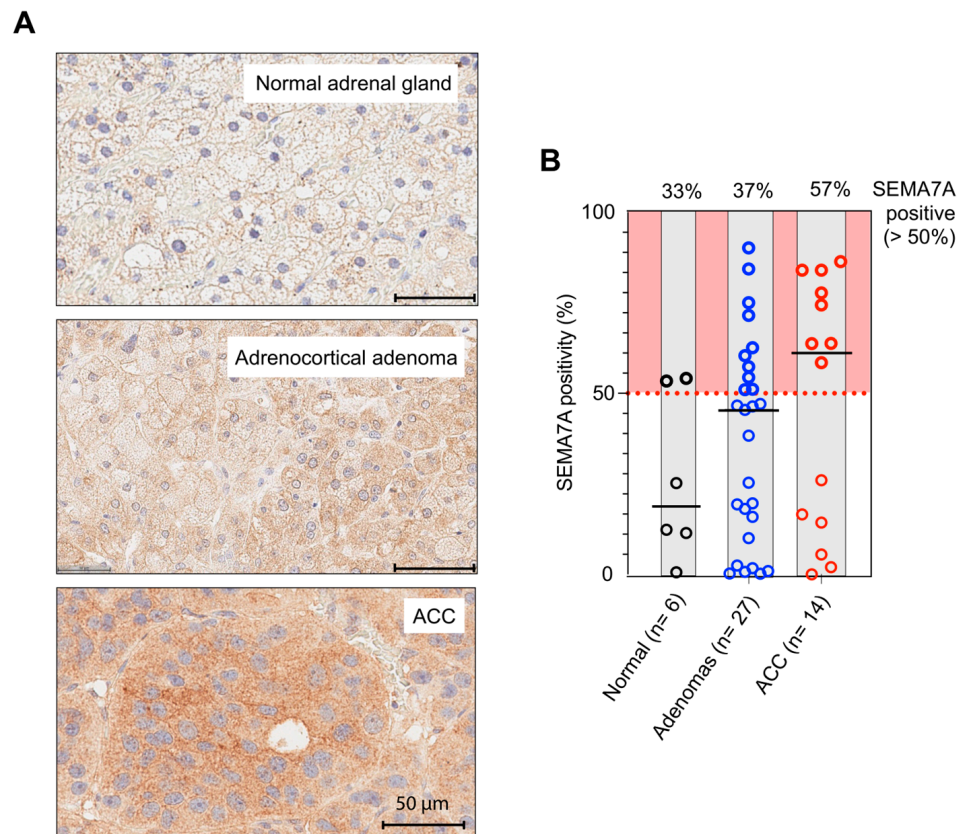 A
Normal adrenal gland
Adrenocortical adenoma
ACC
50 µm
B
33%
37%
57%
SEMA7A
positive
(> 50%)
100
50
0
SEMA7A positivity (%)
Normal (n= 6)
Adenomas (n= 27)
ACC (n= 14)